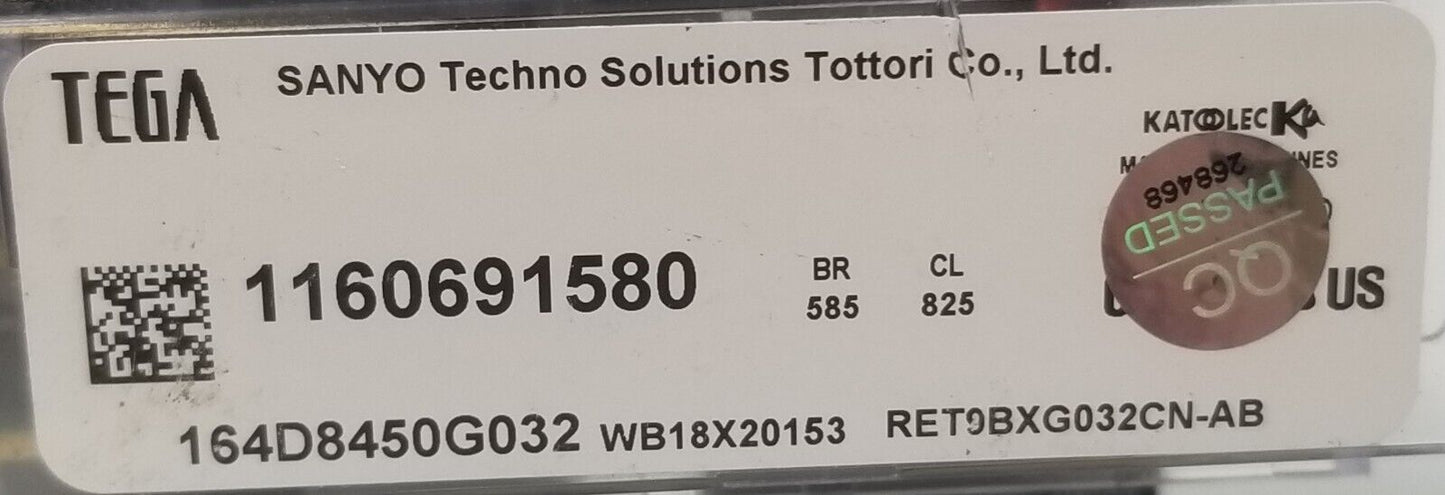 TEGA
SANYO Techno Solutions Tottori Co., Ltd.
KATOLEC
268468
PASSED
QC
US
1160691580
BR
585
CL
825
164D8450G032 WB18X20153 RET9BXG032CN-AB